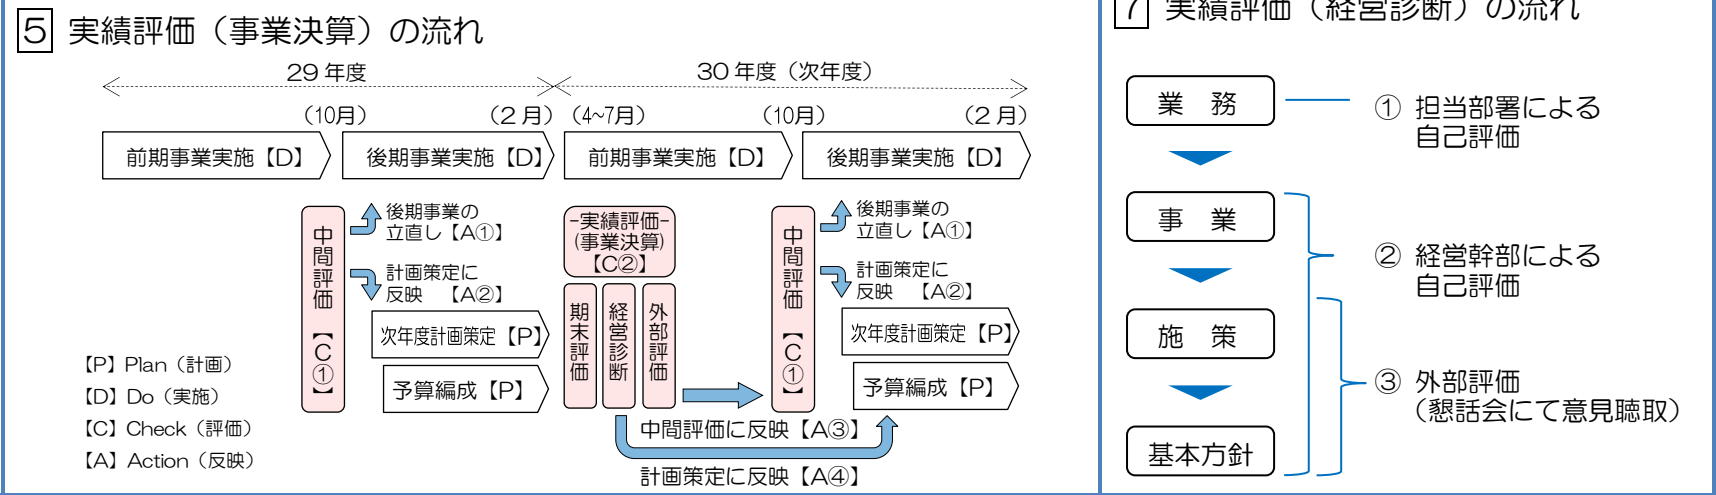 5 実績評価（事業決算）の流れ
29年度
30年度（次年度）
（10月）
（2月）
（4~7月）
（10月）
（2月）
前期事業実施【D】
後期事業実施【D】
前期事業実施【D】
後期事業実施【D】
中間評価【C①】
後期事業の
立直し【A①】
計画策定に
反映　【A②】
次年度計画策定【P】
予算編成【P】
-実績評価-
(事業決算)
【C②】
期末評価
経営診断
外部評価
中間評価【C①】
後期事業の
立直し【A①】
計画策定に
反映　【A②】
次年度計画策定【P】
予算編成【P】
中間評価に反映【A③】
計画策定に反映【A④】
【P】Plan（計画）
【D】Do（実施）
【C】Check（評価）
【A】Action（反映）
7 実績評価（経営診断）の流れ
業　務
事　業
施　策
基本方針
① 担当部署による
自己評価
② 経営幹部による
自己評価
③ 外部評価
（懇話会にて意見聴取）